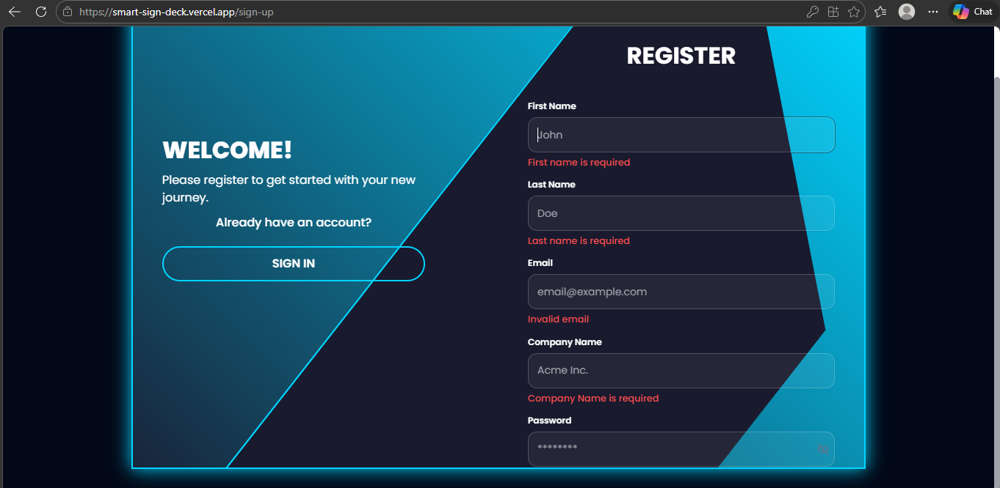 https://smart-sign-deck.vercel.app/sign-up
Chat
WELCOME!
Please register to get started with your new
journey.
Already have an account?
SIGN IN
REGISTER
First Name
John
First name is required
Last Name
Doe
Last name is required
Email
email@example.com
Invalid email
Company Name
Acme Inc.
Company Name is required
Password
********